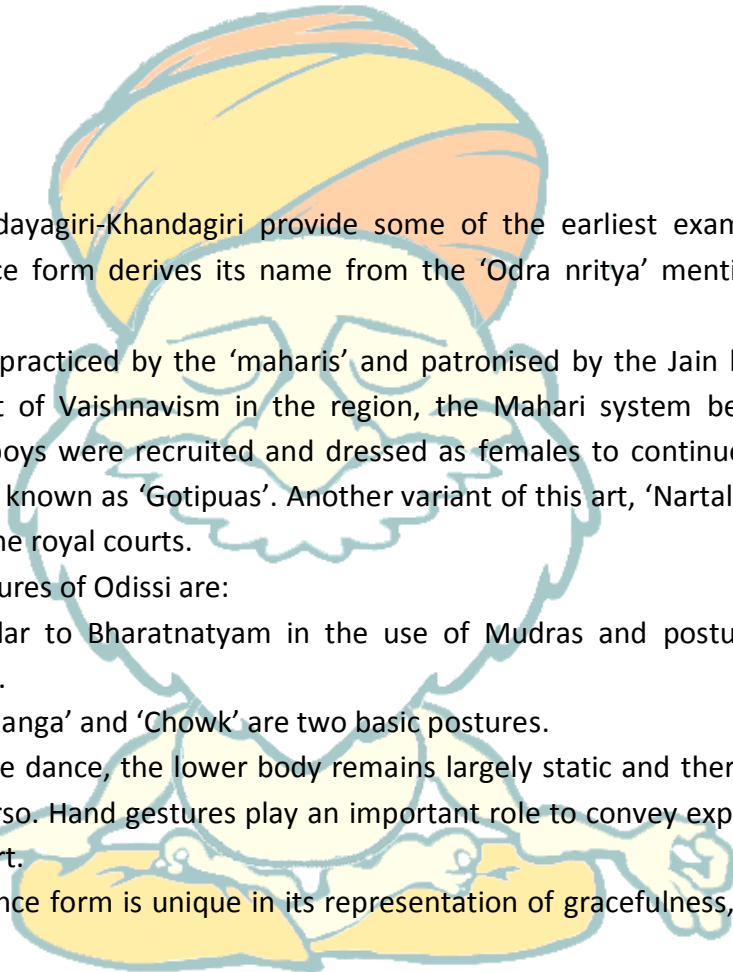 dayagiri-Khandagiri provide some of the earliest exam
ce form derives its name from the ‘Odra nritya’ menti
practiced by the ‘maharis’ and patronised by the Jain
t of Vaishnavism in the region, the Mahari system be
boys were recruited and dressed as females to continue
known as ‘Gotipuas’. Another variant of this art, ‘Nartal
he royal courts.
ures of Odissi are:
lar to Bharatnatyam in the use of Mudras and postu
.
anga’ and ‘Chowk’ are two basic postures.
e dance, the lower body remains largely static and ther
rso. Hand gestures play an important role to convey exp
rt.
nce form is unique in its representation of gracefulness,